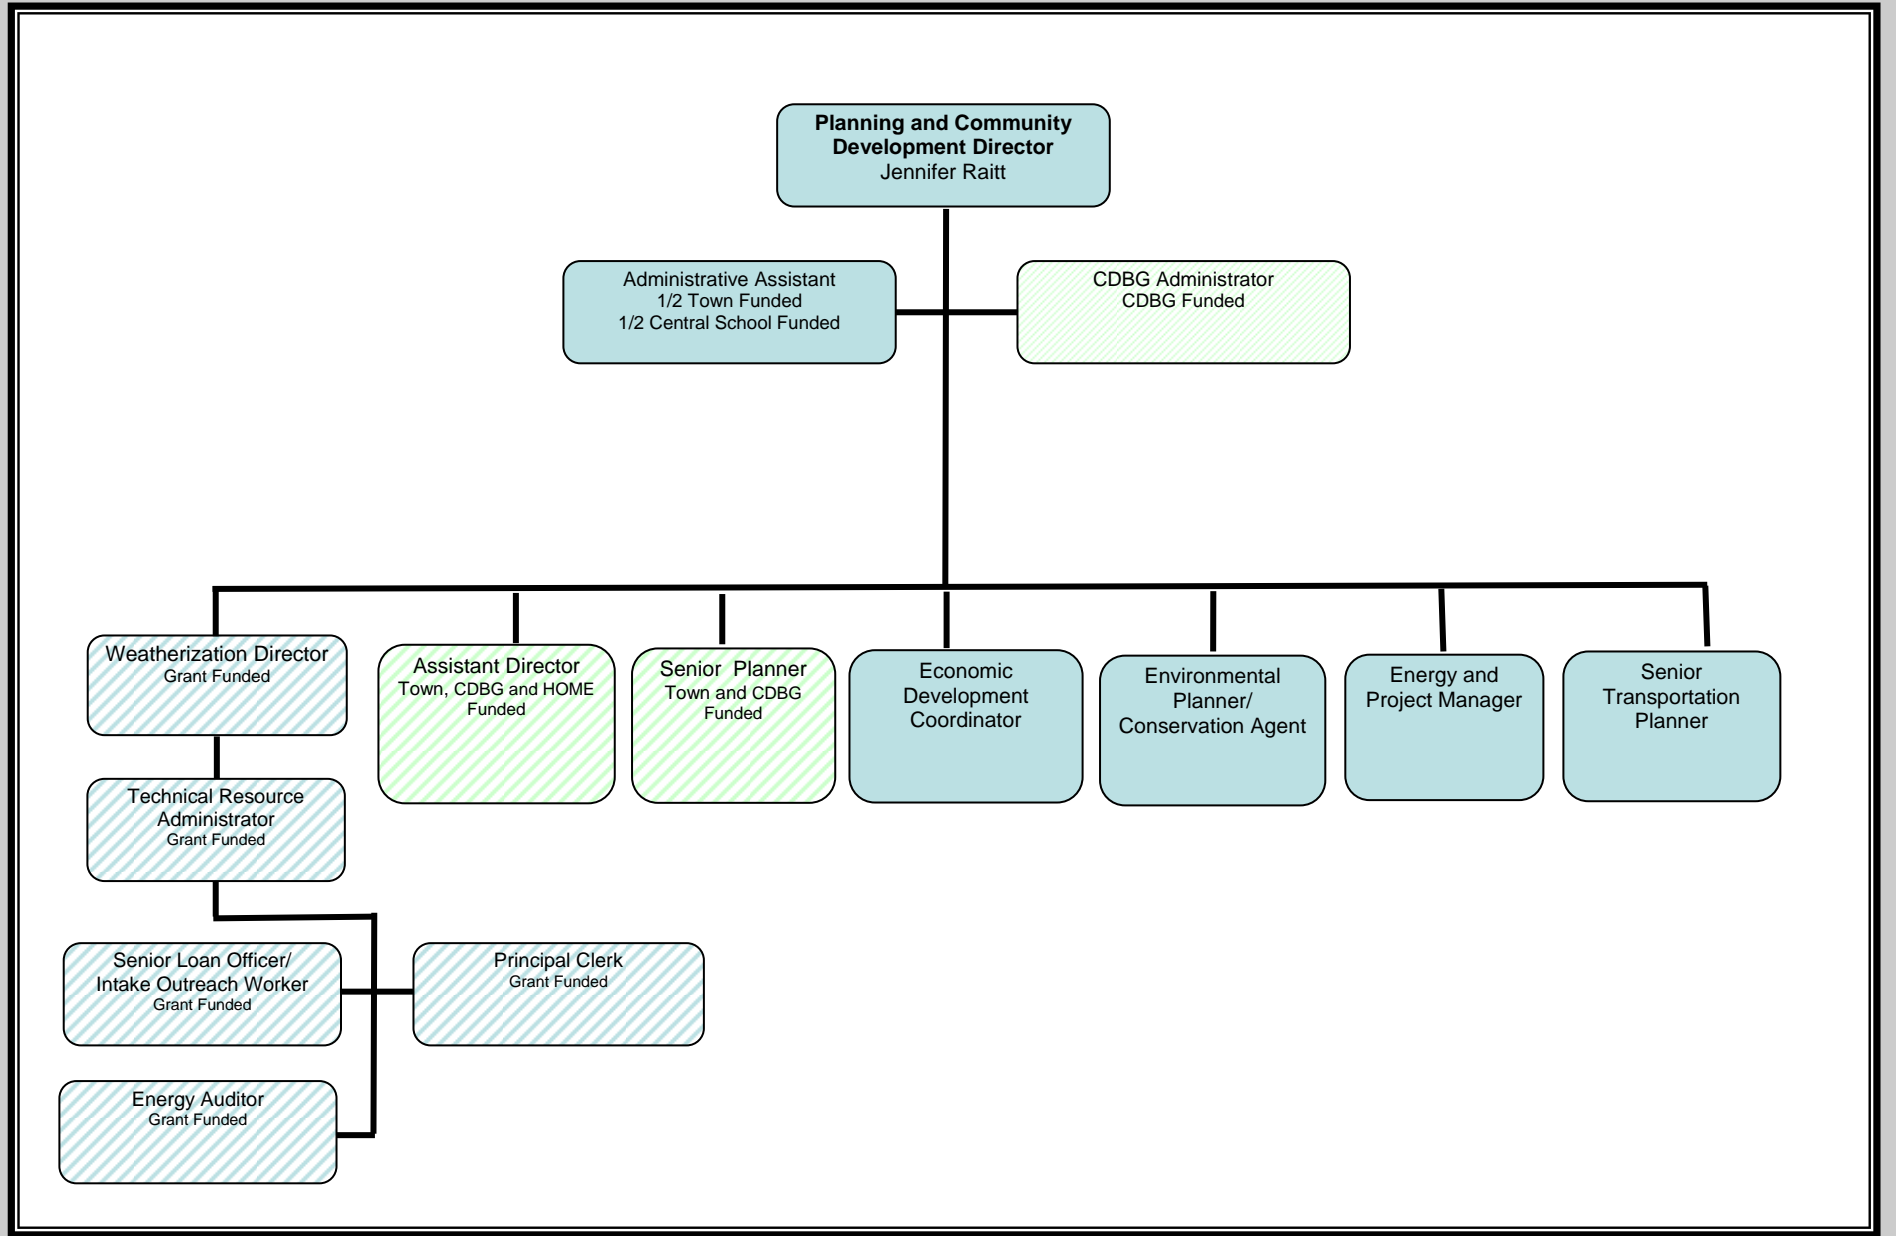 Planning and Community
Development Director
Jennifer Raitt
Administrative Assistant
1/2 Town Funded
1/2 Central School Funded
CDBG Administrator
CDBG Funded
Weatherization Director
Grant Funded
Assistant Director
Town, CDBG and HOME
Funded
Senior Planner
Town and CDBG
Funded
Economic
Development
Coordinator
Environmental
Planner/
Conservation Agent
Energy and
Project Manager
Senior
Transportation
Planner
Technical Resource
Administrator
Grant Funded
Senior Loan Officer/
Intake Outreach Worker
Grant Funded
Principal Clerk
Grant Funded
Energy Auditor
Grant Funded